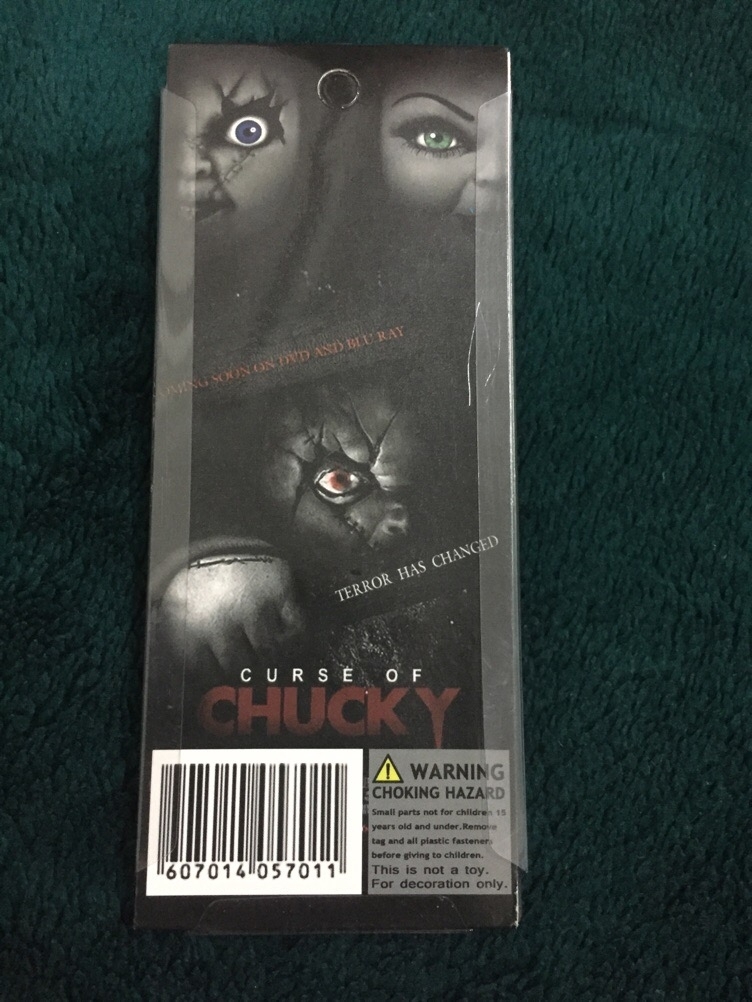 OMING SOON ON DVD AND BLU RAY
TERROR HAS CHANGED
CURSE OF
CHUCKY
WARNING
CHOKING HAZARD
Small parts not for children 15
years old and under.Remove
tag and all plastic fasteners
before giving to children.
This is not a toy.
For decoration only.
607014 057011